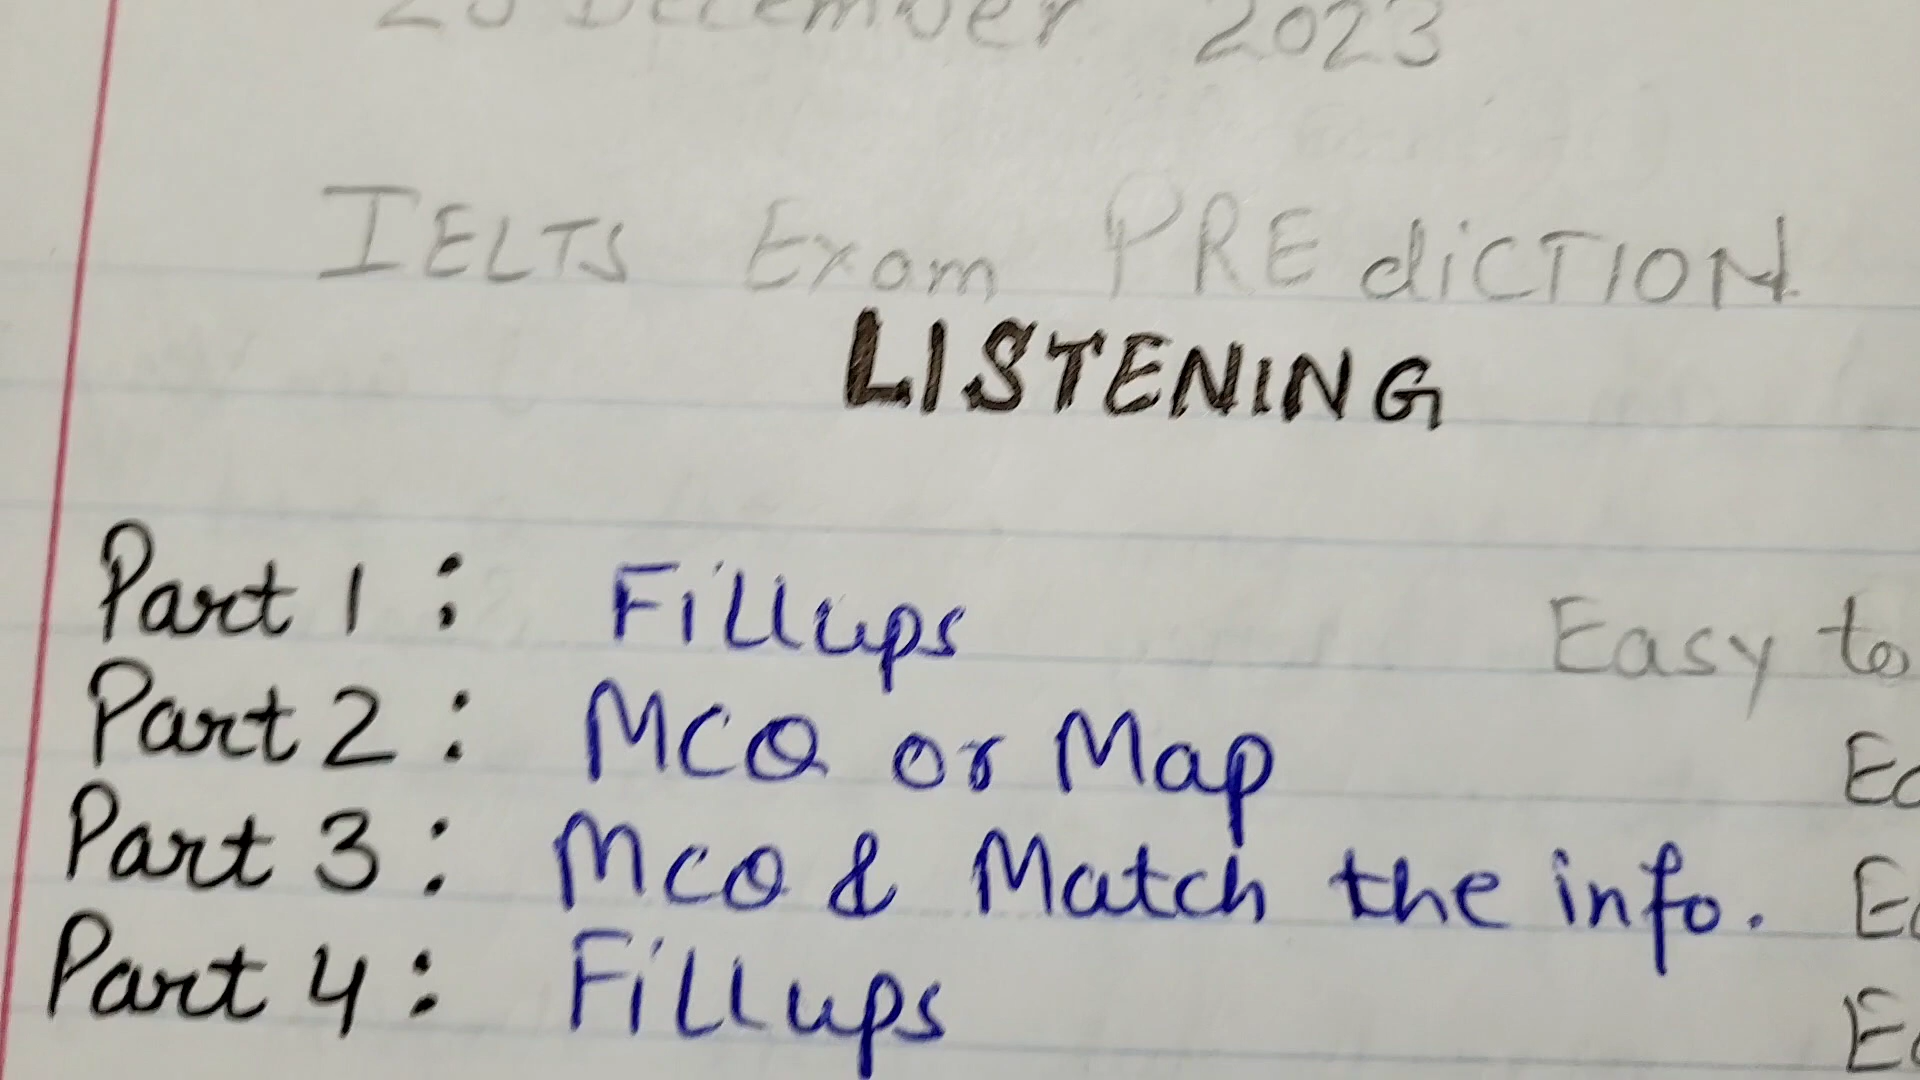 December 2023
IELTS Exam PREdiCTION
LISTENING
Part 1 : Fillups Easy to
Part 2 : MCQ or Map
Part 3 : MCQ & Match the info.
Part 4 : Fillups